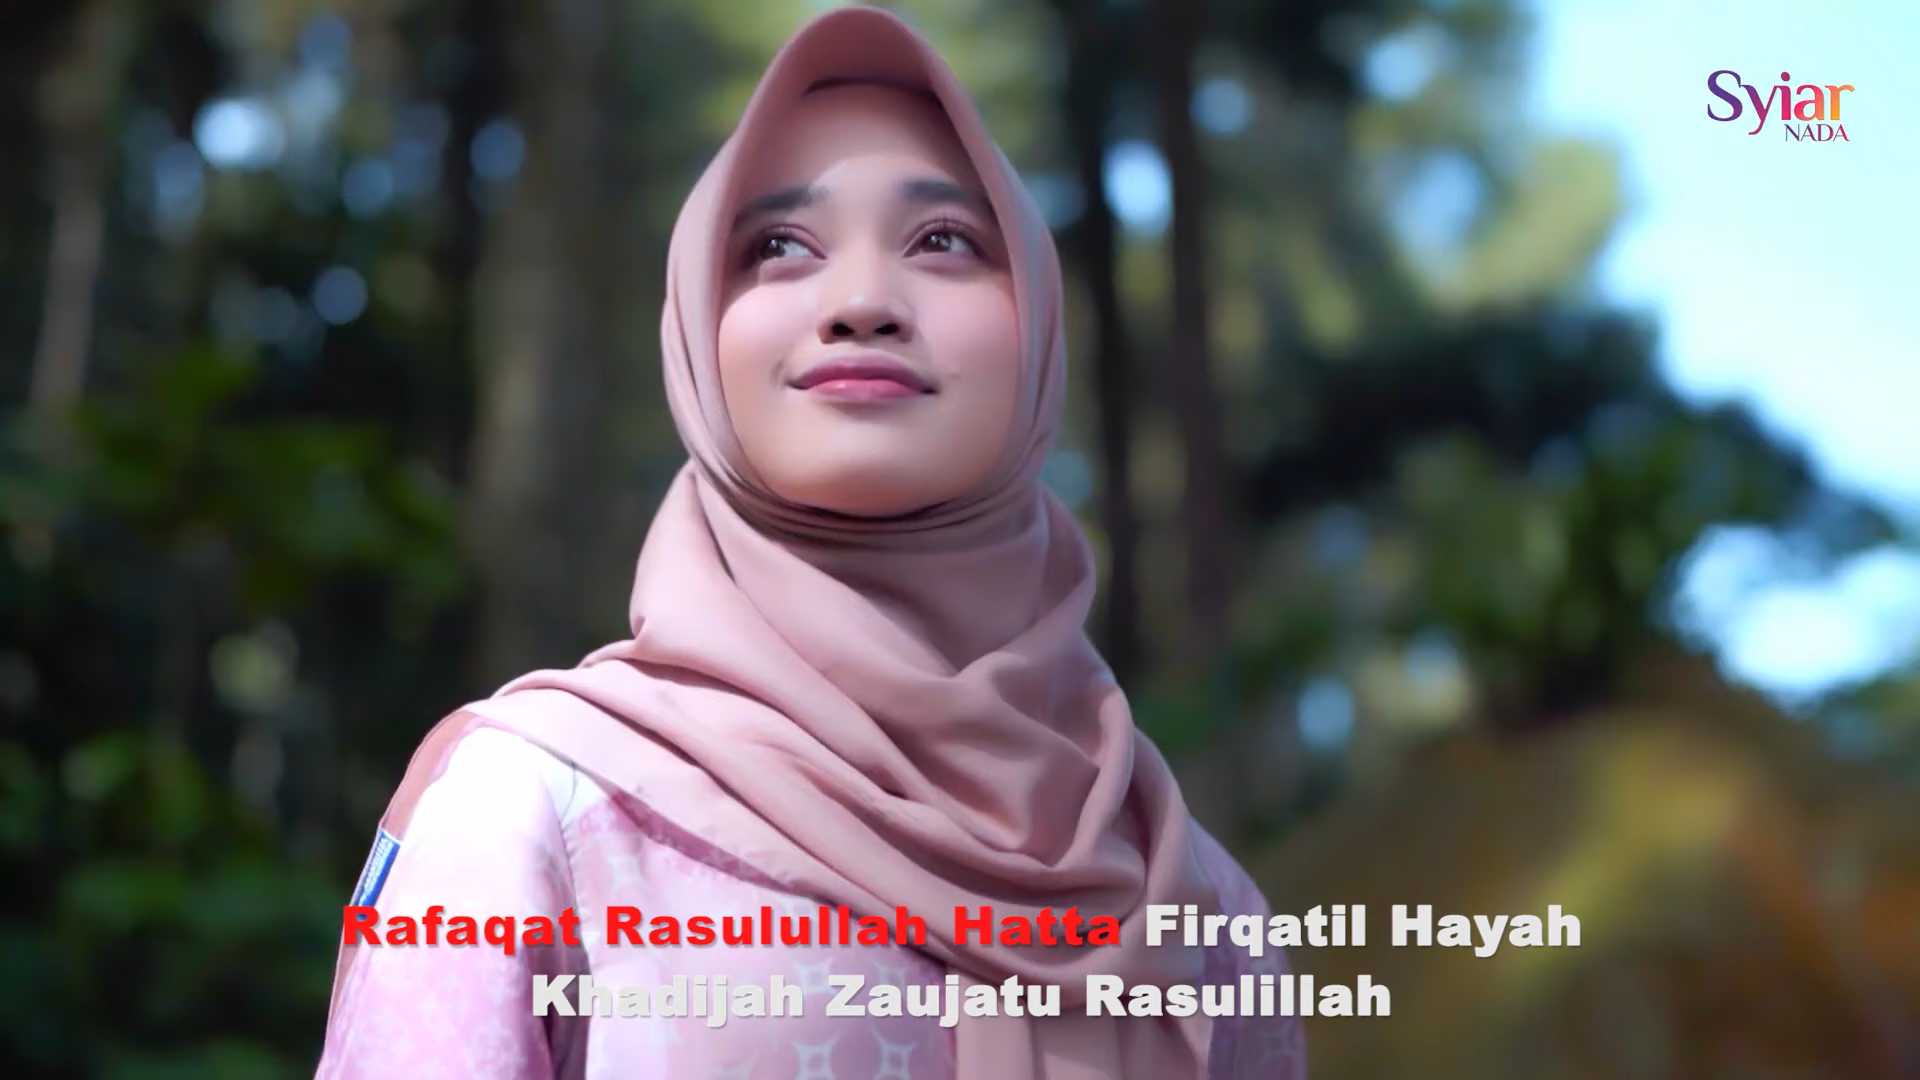 Syiar
NADA
Rafaqat Rasulullah Hatta Firqatil Hayah
Khadijah Zaujatu Rasulillah